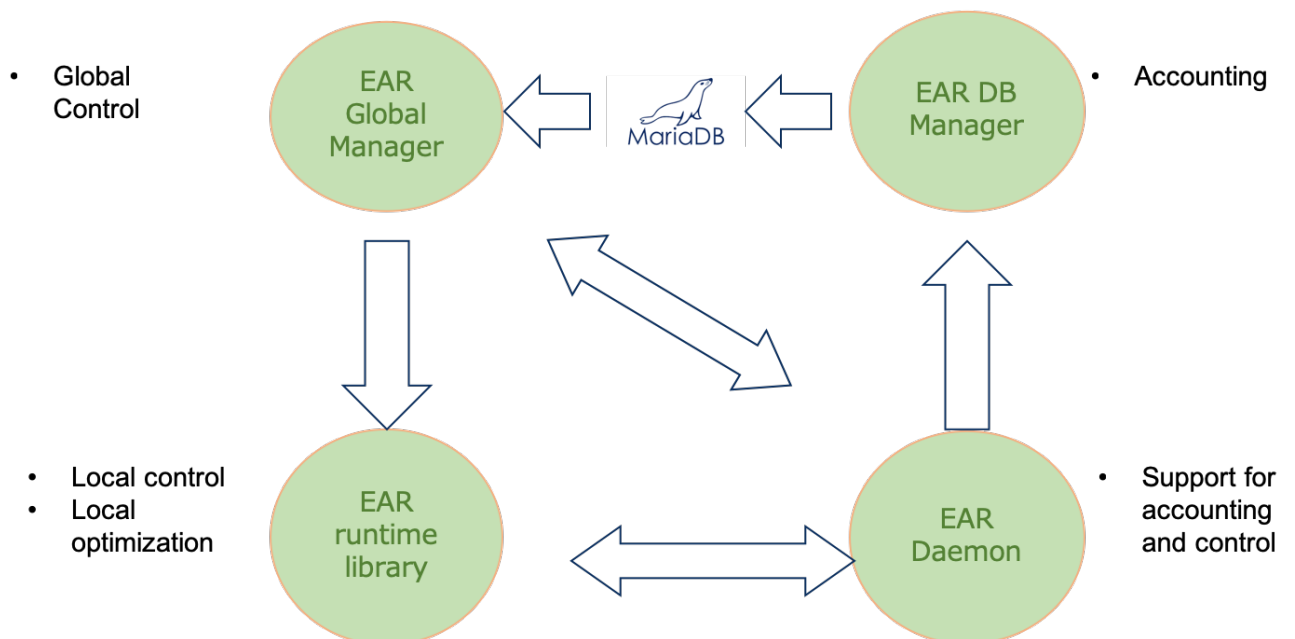 • Global
Control
EAR
Global
Manager
MariaDB
EAR DB
Manager
• Accounting
• Local control
• Local
optimization
EAR
runtime
library
EAR
Daemon
• Support for
accounting
and control